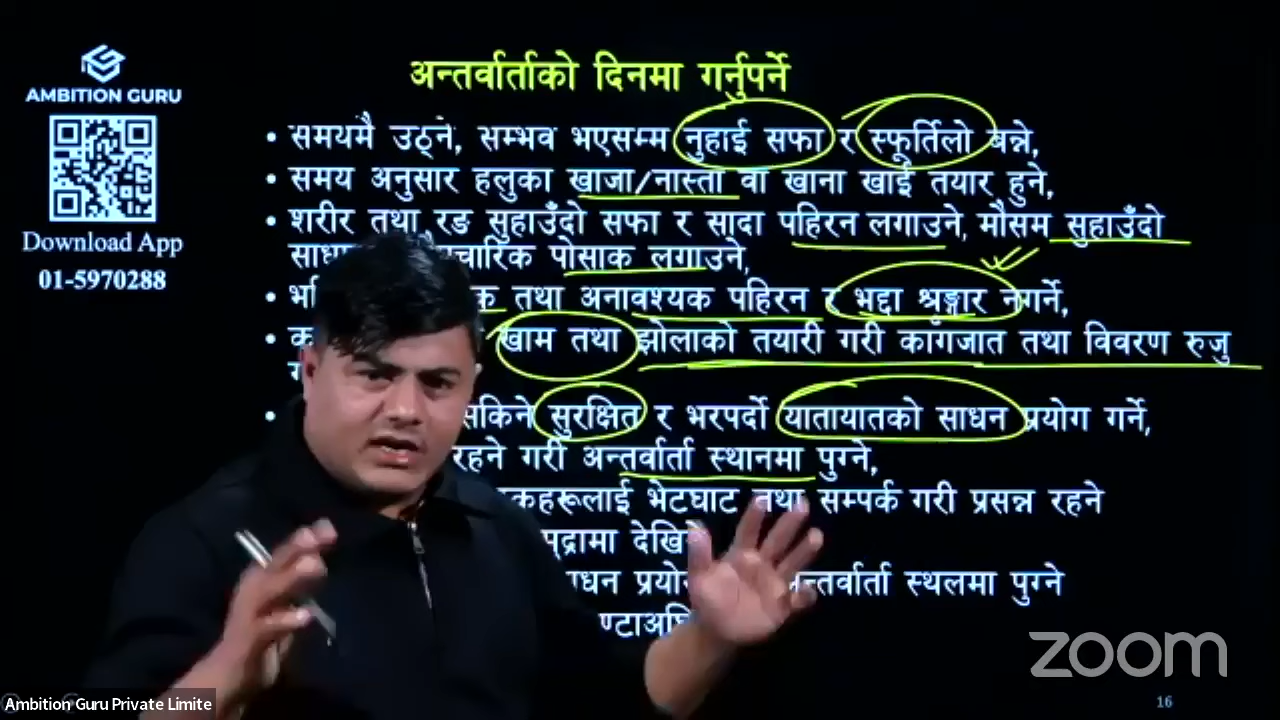 AMBITION GURU
Download App
01-5970288
अन्तर्वार्ताको दिनमा गर्नुपर्ने
• समयमै उठ्ने, सम्भव भएसम्म नुहाई सफा र स्फूर्तिलो बन्ने,
• समय अनुसार हलुका खाजा/नास्ता वा खाना खाई तयार हुने,
• शरीर तथा रङ सुहाउँदो सफा र सादा पहिरन लगाउने, मौसम सुहाउँदो
पोसाक लगाउने,
• तथा अनावश्यक पहिरन र भद्दा श्रृङ्गार नगर्ने,
• खाम तथा झोलाको तयारी गरी कागजात तथा विवरण रुजु
• सकिने सुरक्षित र भरपर्दो यातायातको साधन प्रयोग गर्ने,
रहने गरी अन्तर्वार्ता स्थानमा पुग्ने,
भेटघाट तथा सम्पर्क गरी प्रसन्न रहने
अन्तर्वार्ता स्थलमा पुग्ने
zoom
Ambition Guru Private Limite
16